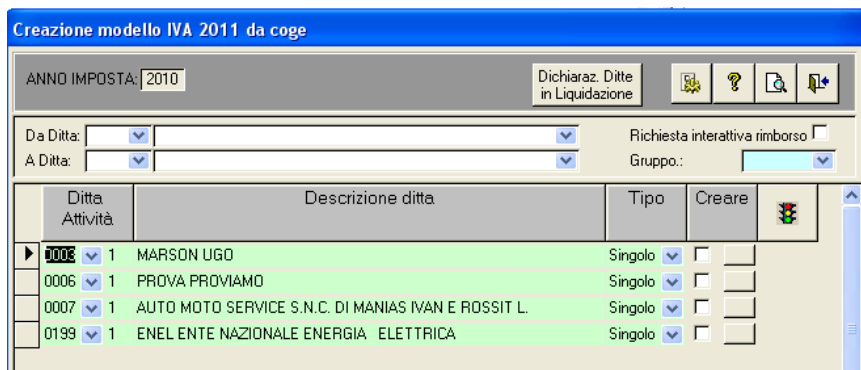 Creazione modello IVA 2011 da coge
ANNO IMPOSTA: 2010
Dichiaraz. Ditte
in Liquidazione
Da Ditta:
Richiesta interattiva rimborso
A Ditta:
Gruppo.:
Ditta
Attività
Descrizione ditta
Tipo
Creare
0003 1 MARSON UGO Singolo
0006 1 PROVA PROVIAMO Singolo
0007 1 AUTO MOTO SERVICE S.N.C. DI MANIAS IVAN E ROSSIT L. Singolo
0199 1 ENEL ENTE NAZIONALE ENERGIA ELETTRICA Singolo